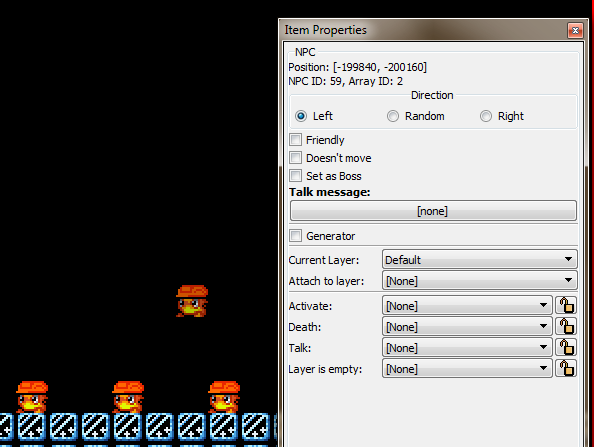 Item Properties
NPC
Position: [-199840, -200160]
NPC ID: 59, Array ID: 2
Direction
Left Random Right
Friendly
Doesn't move
Set as Boss
Talk message:
[none]
Generator
Current Layer: Default
Attach to layer: [None]
Activate: [None]
Death: [None]
Talk: [None]
Layer is empty: [None]